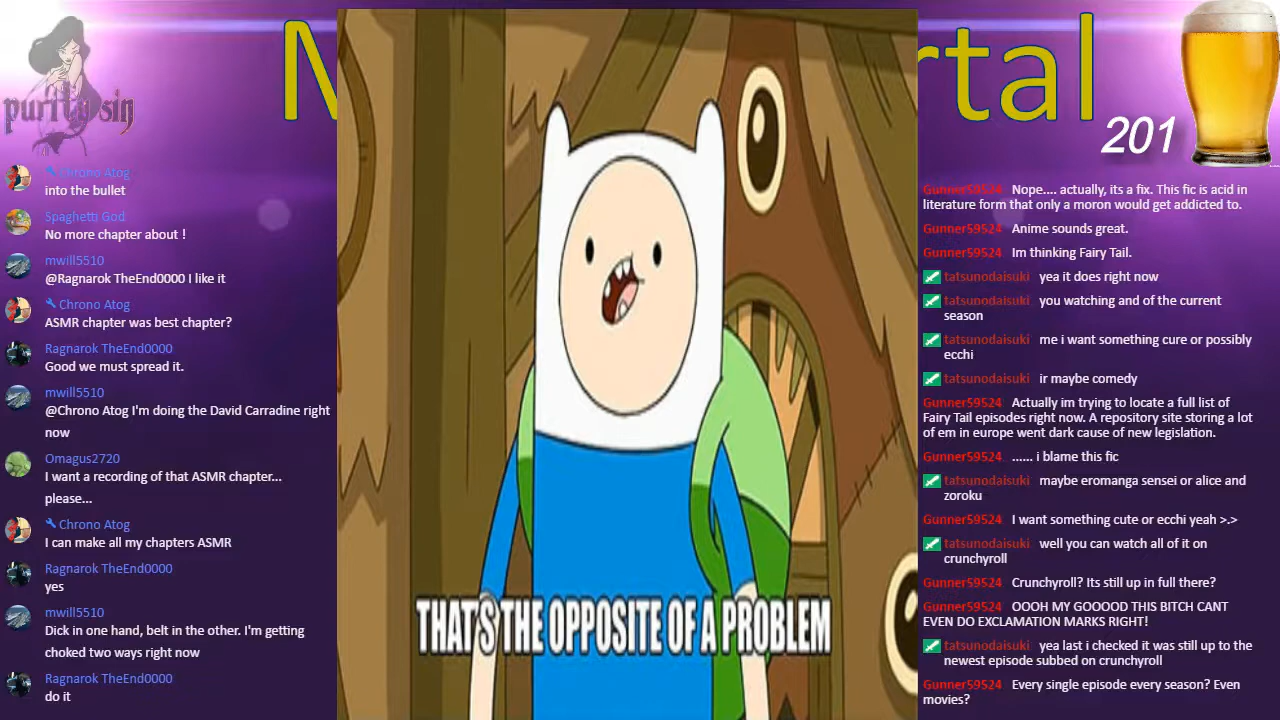 purity sin
N
rtal
201
Chrono Atog
into the bullet
Spaghetti God
No more chapter about !
mwill5510
@Ragnarok TheEnd0000 I like it
Chrono Atog
ASMR chapter was best chapter?
Ragnarok TheEnd0000
Good we must spread it.
mwill5510
@Chrono Atog I'm doing the David Carradine right
now
Omagus2720
I want a recording of that ASMR chapter...
please...
Chrono Atog
I can make all my chapters ASMR
Ragnarok TheEnd0000
yes
mwill5510
Dick in one hand, belt in the other. I'm getting
choked two ways right now
Ragnarok TheEnd0000
do it
THAT'S THE OPPOSITE OF A PROBLEM
Gunner59524 Nope.... actually, its a fix. This fic is acid in
literature form that only a moron would get addicted to.
Gunner59524 Anime sounds great.
Gunner59524 Im thinking Fairy Tail.
tatsunodaisuki yea it does right now
tatsunodaisuki you watching and of the current
season
tatsunodaisuki me i want something cure or possibly
ecchi
tatsunodaisuki ir maybe comedy
Gunner59524 Actually im trying to locate a full list of
Fairy Tail episodes right now. A repository site storing a lot
of em in europe went dark cause of new legislation.
Gunner59524 ...... i blame this fic
tatsunodaisuki maybe eromanga sensei or alice and
zoroku
Gunner59524 I want something cute or ecchi yeah >.>
tatsunodaisuki well you can watch all of it on
crunchyroll
Gunner59524 Crunchyroll? Its still up in full there?
Gunner59524 OOOH MY GOOOOD THIS BITCH CANT
EVEN DO EXCLAMATION MARKS RIGHT!
tatsunodaisuki yea last i checked it was still up to the
newest episode subbed on crunchyroll
Gunner59524 Every single episode every season? Even
movies?